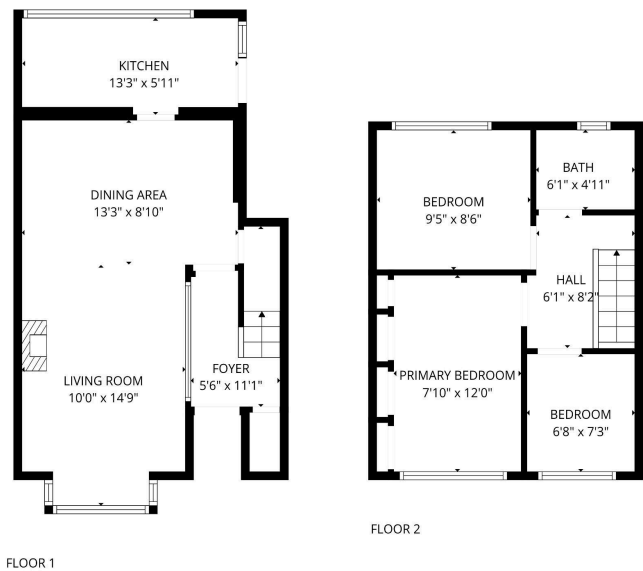 KITCHEN
13'3" x 5'11"
DINING AREA
13'3" x 8'10"
LIVING ROOM
10'0" x 14'9"
FOYER
5'6" x 11'1"
FLOOR 1
BEDROOM
9'5" x 8'6"
BATH
6'1" x 4'11"
HALL
6'1" x 8'2"
PRIMARY BEDROOM
7'10" x 12'0"
BEDROOM
6'8" x 7'3"
FLOOR 2